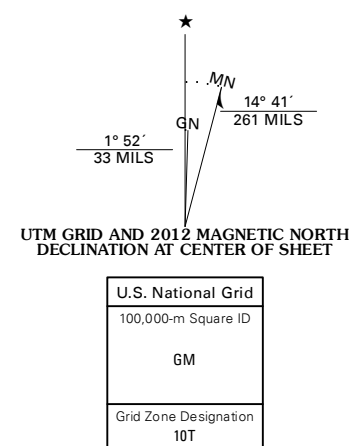 ★
MN
GN
14° 41´
261 MILS
1° 52´
33 MILS
UTM GRID AND 2012 MAGNETIC NORTH
DECLINATION AT CENTER OF SHEET
U.S. National Grid
100,000-m Square ID
GM
Grid Zone Designation
10T